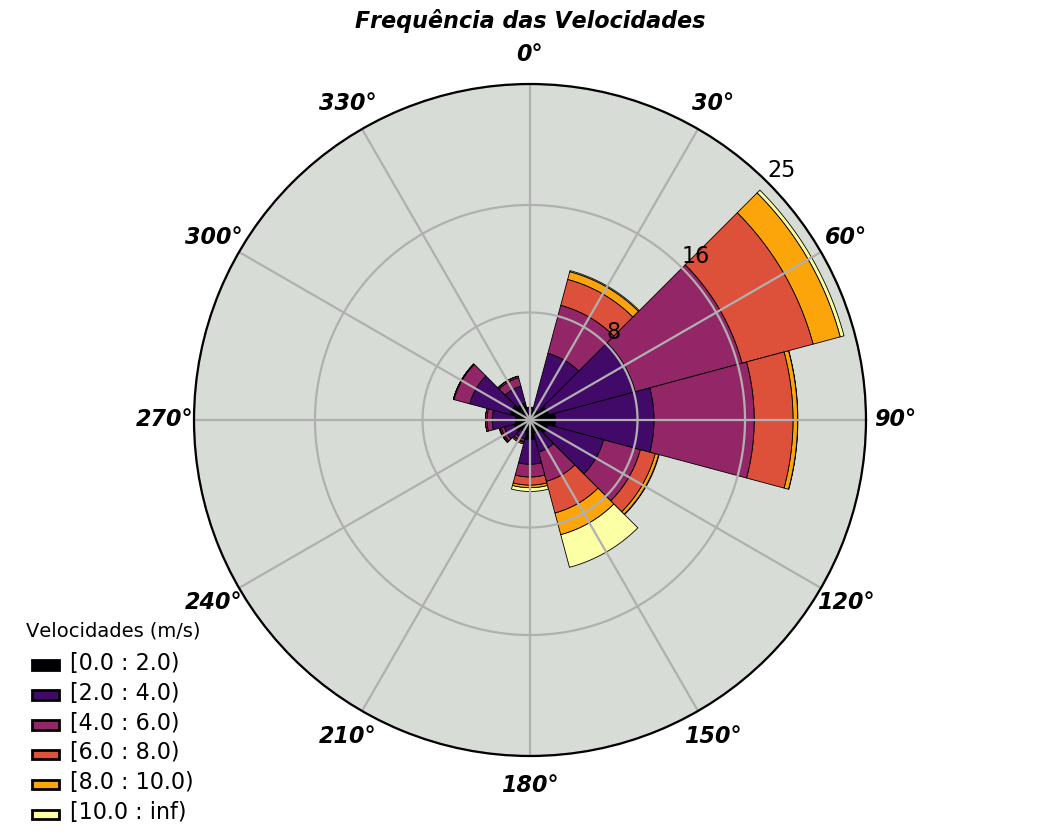 Frequência das Velocidades
0°
330°
30°
25
300°
60°
16
8
270°
90°
240°
120°
210°
150°
180°
Velocidades (m/s)
[0.0 : 2.0)
[2.0 : 4.0)
[4.0 : 6.0)
[6.0 : 8.0)
[8.0 : 10.0)
[10.0 : inf)